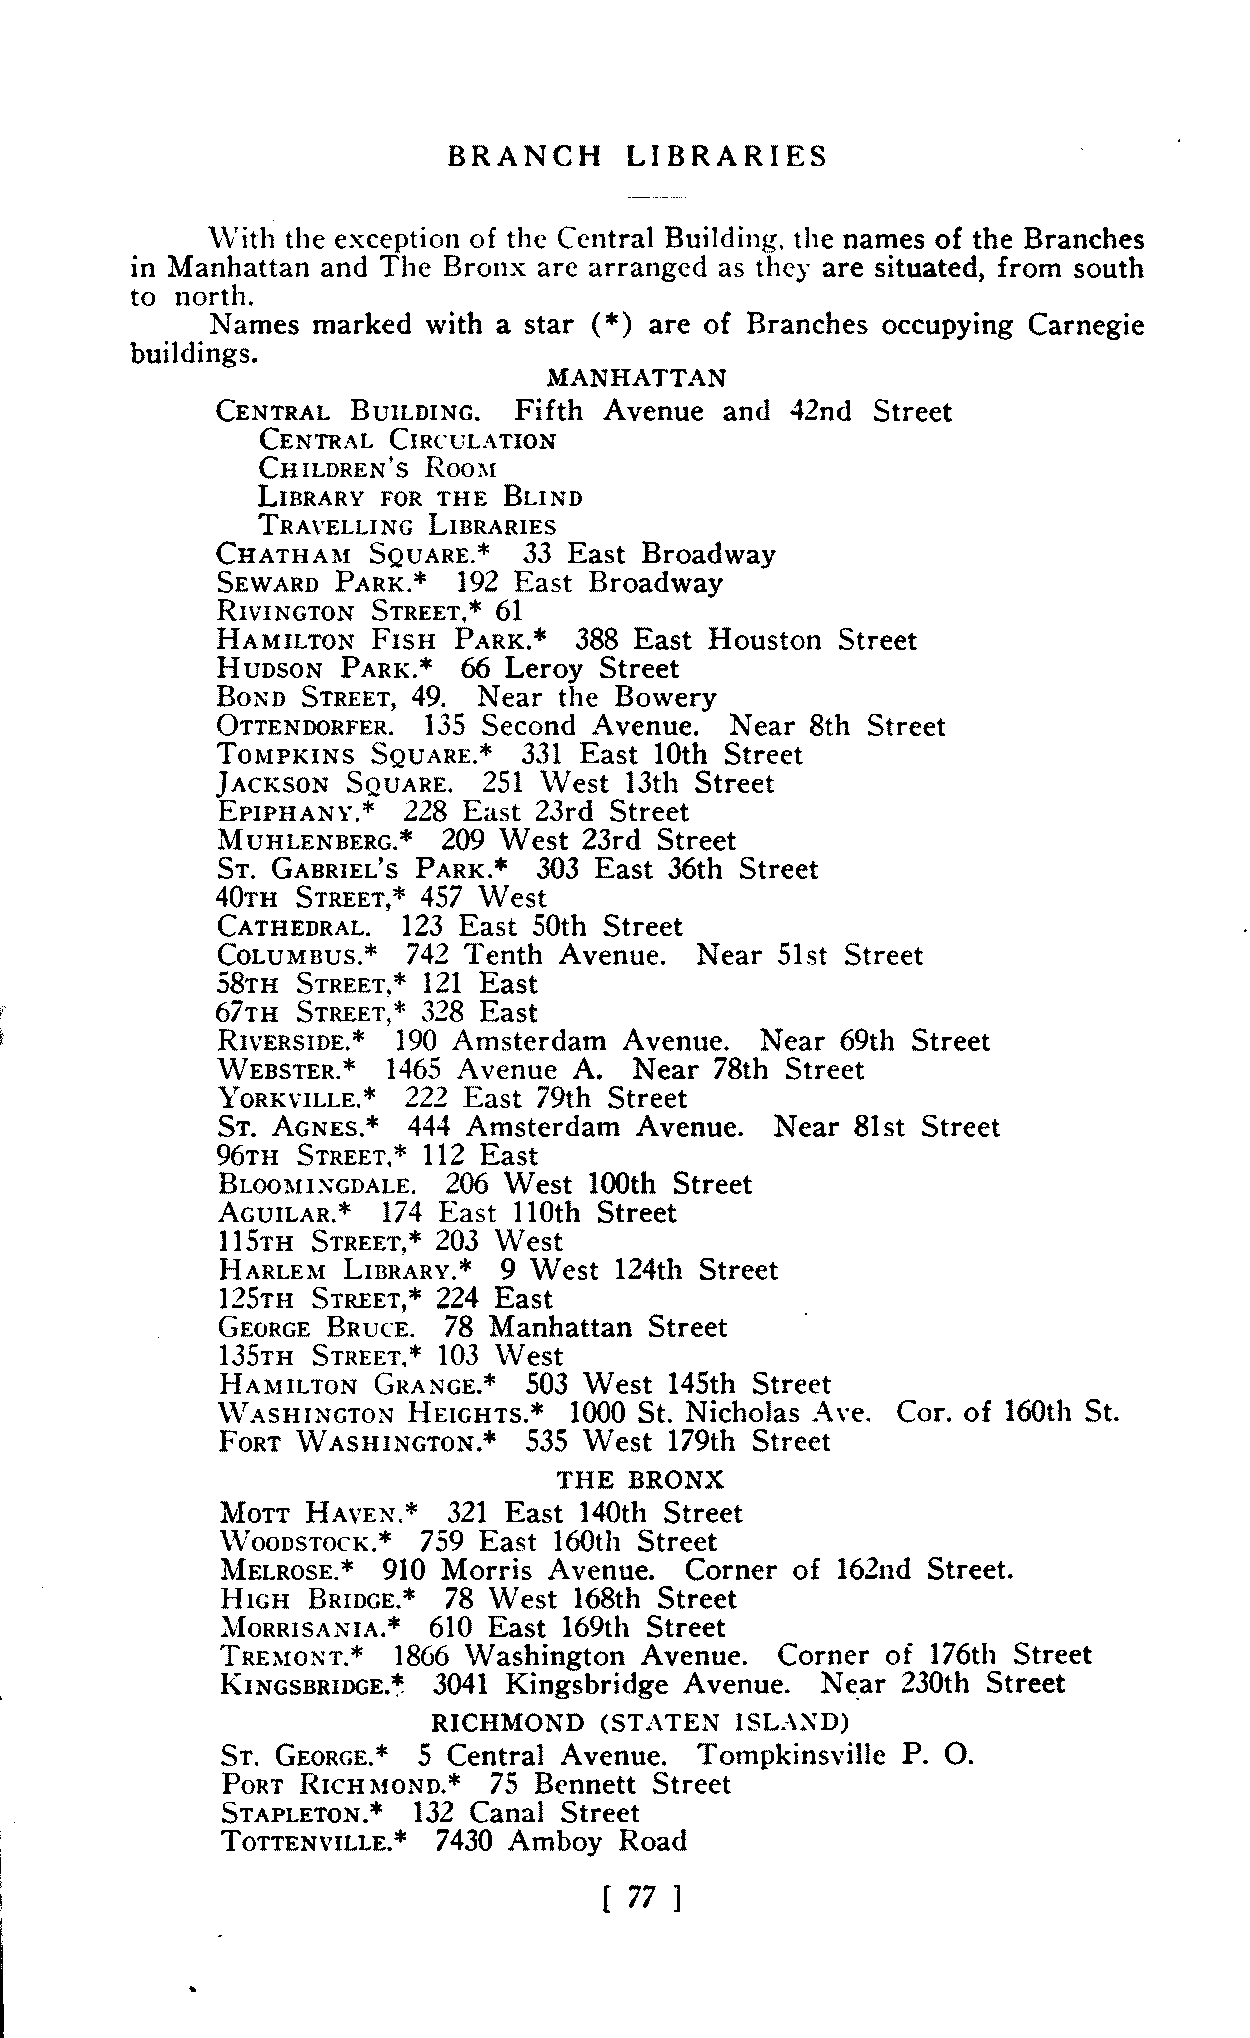 BRANCH LIBRARIES
With the exception of the Central Building, the names of the Branches
in Manhattan and The Bronx are arranged as they are situated, from south
to north.
Names marked with a star (*) are of Branches occupying Carnegie
buildings.
MANHATTAN
CENTRAL BUILDING. Fifth Avenue and 42nd Street
CENTRAL CIRCULATION
CHILDREN'S ROOM
LIBRARY FOR THE BLIND
TRAVELLING LIBRARIES
CHATHAM SQUARE.* 33 East Broadway
SEWARD PARK.* 192 East Broadway
RIVINGTON STREET,* 61
HAMILTON FISH PARK.* 388 East Houston Street
HUDSON PARK.* 66 Leroy Street
BOND STREET, 49. Near the Bowery
OTTENDORFER. 135 Second Avenue. Near 8th Street
TOMPKINS SQUARE.* 331 East 10th Street
JACKSON SQUARE. 251 West 13th Street
EPIPHANY.* 228 East 23rd Street
MUHLENBERG.* 209 West 23rd Street
ST. GABRIEL'S PARK.* 303 East 36th Street
40TH STREET,* 457 West
CATHEDRAL. 123 East 50th Street
COLUMBUS.* 742 Tenth Avenue. Near 51st Street
58TH STREET,* 121 East
67TH STREET,* 328 East
RIVERSIDE.* 190 Amsterdam Avenue. Near 69th Street
WEBSTER.* 1465 Avenue A. Near 78th Street
YORKVILLE.* 222 East 79th Street
ST. AGNES.* 444 Amsterdam Avenue. Near 81st Street
96TH STREET,* 112 East
BLOOMINGDALE. 206 West 100th Street
AGUILAR.* 174 East 110th Street
115TH STREET,* 203 West
HARLEM LIBRARY.* 9 West 124th Street
125TH STREET,* 224 East
GEORGE BRUCE. 78 Manhattan Street
135TH STREET,* 103 West
HAMILTON GRANGE.* 503 West 145th Street
WASHINGTON HEIGHTS.* 1000 St. Nicholas Ave. Cor. of 160th St.
FORT WASHINGTON.* 535 West 179th Street
THE BRONX
MOTT HAVEN.* 321 East 140th Street
WOODSTOCK.* 759 East 160th Street
MELROSE.* 910 Morris Avenue. Corner of 162nd Street.
HIGH BRIDGE.* 78 West 168th Street
MORRISANIA.* 610 East 169th Street
TREMONT.* 1866 Washington Avenue. Corner of 176th Street
KINGSBRIDGE.* 3041 Kingsbridge Avenue. Near 230th Street
RICHMOND (STATEN ISLAND)
ST. GEORGE.* 5 Central Avenue. Tompkinsville P. O.
PORT RICHMOND.* 75 Bennett Street
STAPLETON.* 132 Canal Street
TOTTENVILLE.* 7430 Amboy Road
[ 77 ]